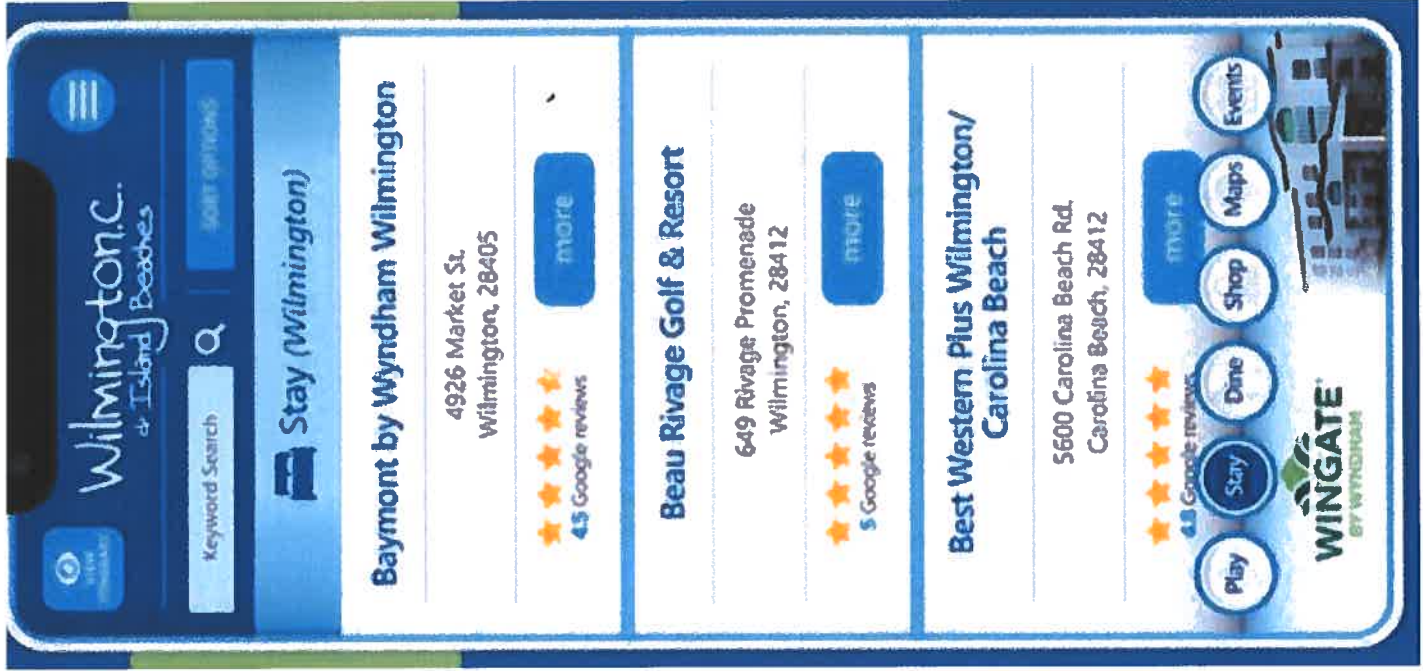 VIEW
Wilmington.C.
& Island Beaches
Keyword Search
SORT OPTIONS
Stay (Wilmington)
Baymont by Wyndham Wilmington
4926 Market St.
Wilmington, 28405
4.5 Google reviews
more
Beau Rivage Golf & Resort
649 Rivage Promenade
Wilmington, 28412
5 Google reviews
more
Best Western Plus Wilmington/
Carolina Beach
5600 Carolina Beach Rd.
Carolina Beach, 28412
4.8 Google reviews
more
Play
Stay
Dine
Shop
Maps
Events
WINGATE
BY WYNDHAM